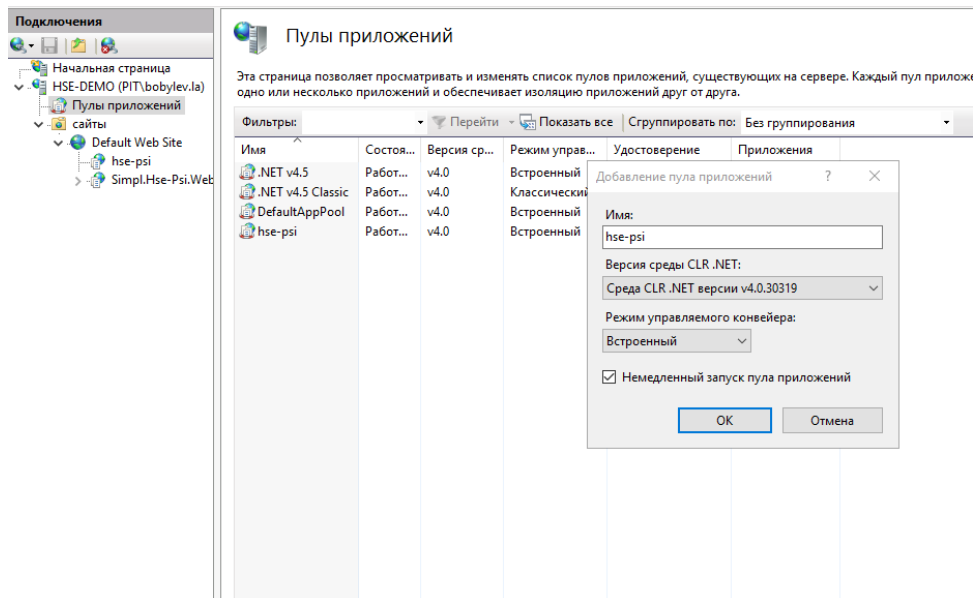 Подключения
Начальная страница
HSE-DEMO (PIT\bobylev.la)
Пулы приложений
сайты
Default Web Site
hse-psi
Simpl.Hse-Psi.Web
Пулы приложений
Эта страница позволяет просматривать и изменять список пулов приложений, существующих на сервере. Каждый пул приложе
одно или несколько приложений и обеспечивает изоляцию приложений друг от друга.
Фильтры: Перейти Показать все Сгруппировать по: Без группирования
Имя Состоя... Версия ср... Режим управ... Удостоверение Приложения
.NET v4.5 Работ... v4.0 Встроенный
.NET v4.5 Classic Работ... v4.0 Классический
DefaultAppPool Работ... v4.0 Встроенный
hse-psi Работ... v4.0 Встроенный
Добавление пула приложений ?
Имя:
hse-psi
Версия среды CLR .NET:
Среда CLR .NET версии v4.0.30319
Режим управляемого конвейера:
Встроенный
Немедленный запуск пула приложений
ОК Отмена